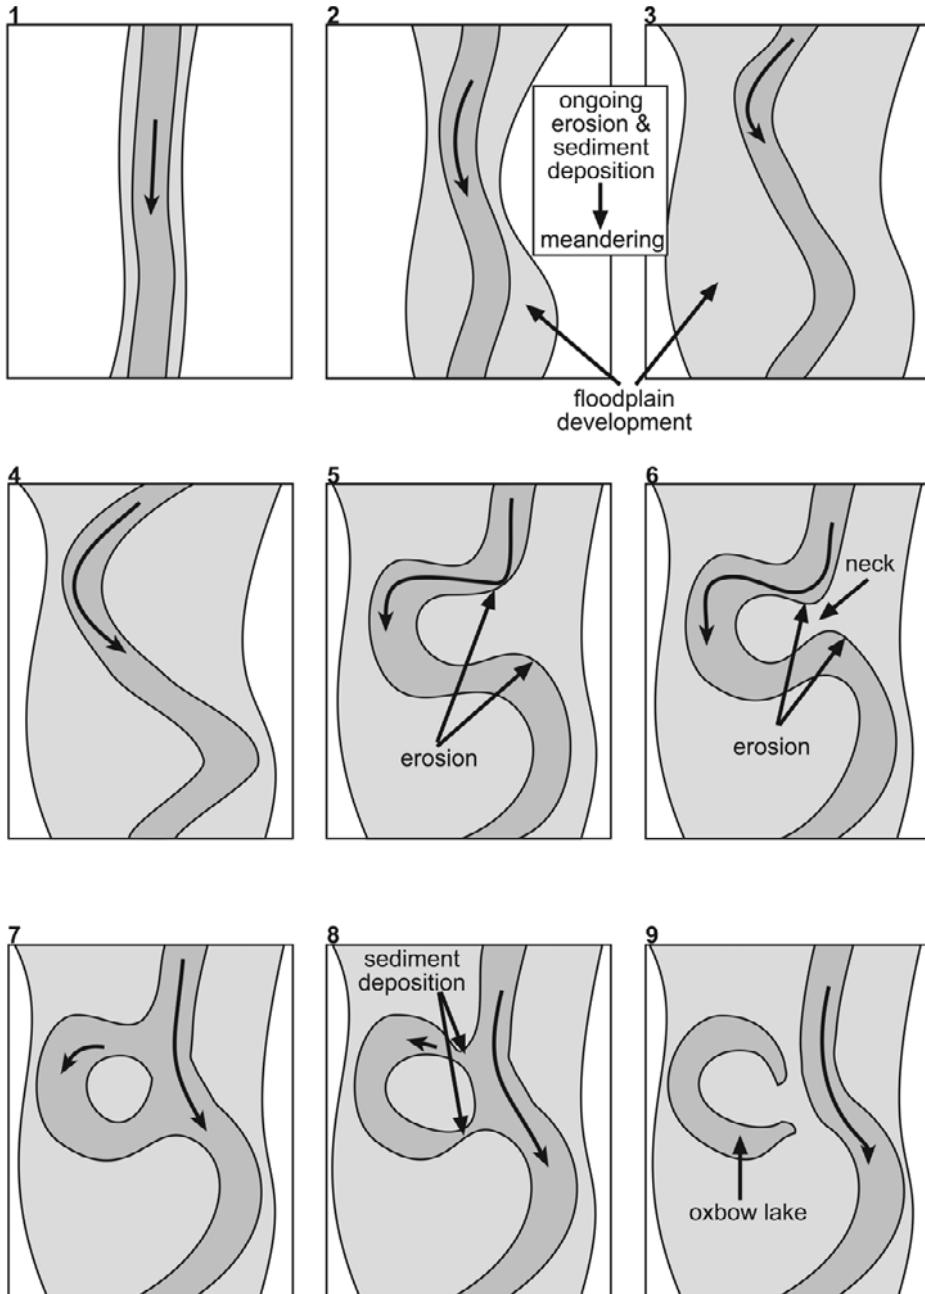 1
2
3
ongoing
erosion &
sediment
deposition
meandering
floodplain
development
4
5
6
neck
erosion
erosion
7
8
9
sediment
deposition
oxbow lake